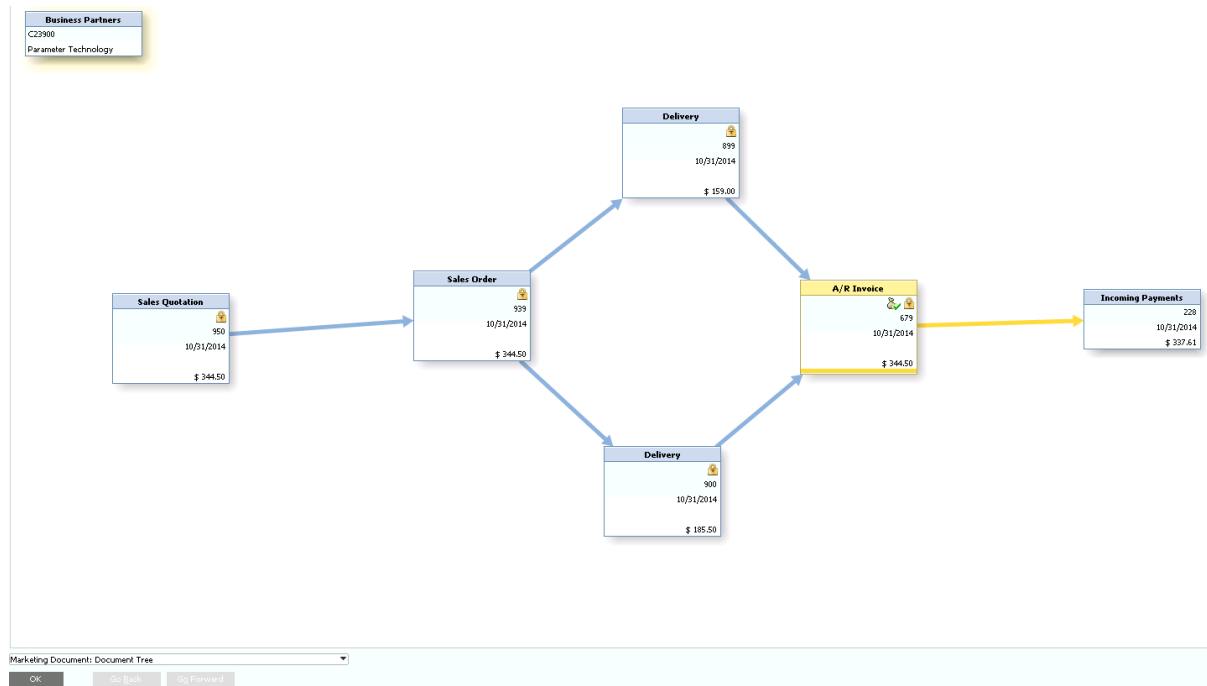 Business Partners
C23900
Parameter Technology
Delivery
899
10/31/2014
$ 159.00
Sales Quotation
950
10/31/2014
$ 344.50
Sales Order
939
10/31/2014
$ 344.50
A/R Invoice
679
10/31/2014
$ 344.50
Incoming Payments
228
10/31/2014
$ 337.61
Delivery
900
10/31/2014
$ 185.50
Marketing Document: Document Tree
OK
Go Back
Go Forward